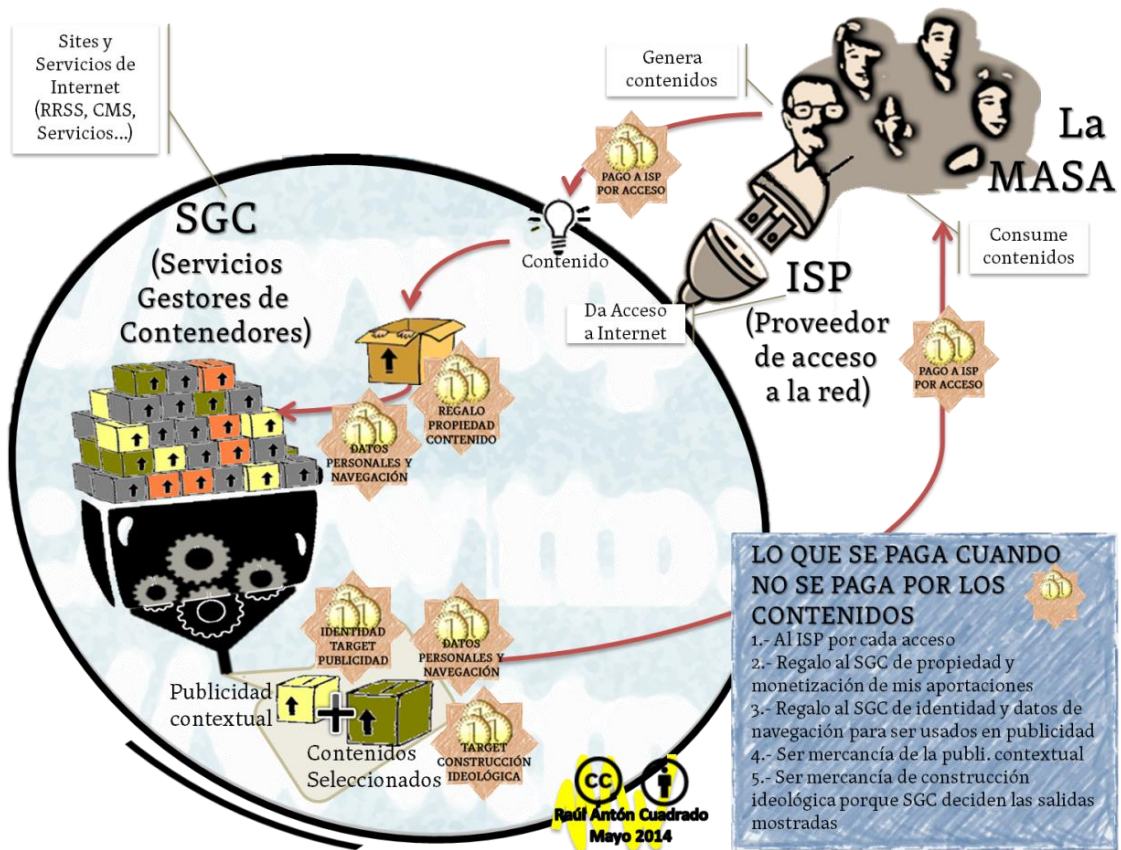 Sites y
Servicios de
Internet
(RRSS, CMS,
Servicios...)
Genera
contenidos
La
MASA
PAGO A ISP
POR ACCESO
SGC
(Servicios
Gestores de
Contenedores)
Contenido
Consume
contenidos
ISP
(Proveedor
de acceso
a la red)
Da Acceso
a Internet
PAGO A ISP
POR ACCESO
REGALO
PROPIEDAD
CONTENIDO
DATOS
PERSONALES Y
NAVEGACIÓN
IDENTIDAD
TARGET
PUBLICIDAD
DATOS
PERSONALES Y
NAVEGACIÓN
Publicidad
contextual
+
Contenidos
Seleccionados
TARGET
CONSTRUCCIÓN
IDEOLÓGICA
LO QUE SE PAGA CUANDO
NO SE PAGA POR LOS
CONTENIDOS
1.- Al ISP por cada acceso
2.- Regalo al SGC de propiedad y
monetización de mis aportaciones
3.- Regalo al SGC de identidad y datos de
navegación para ser usados en publicidad
4.- Ser mercancía de la publi. contextual
5.- Ser mercancía de construcción
ideológica porque SGC deciden las salidas
mostradas
CC
Raúl Antón Cuadrado
Mayo 2014